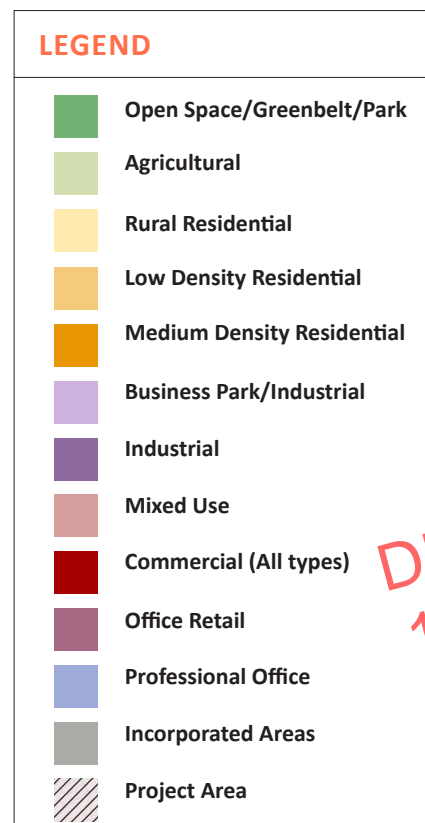 LEGEND
Open Space/Greenbelt/Park
Agricultural
Rural Residential
Low Density Residential
Medium Density Residential
Business Park/Industrial
Industrial
Mixed Use
Commercial (All types)
Office Retail
Professional Office
Incorporated Areas
Project Area